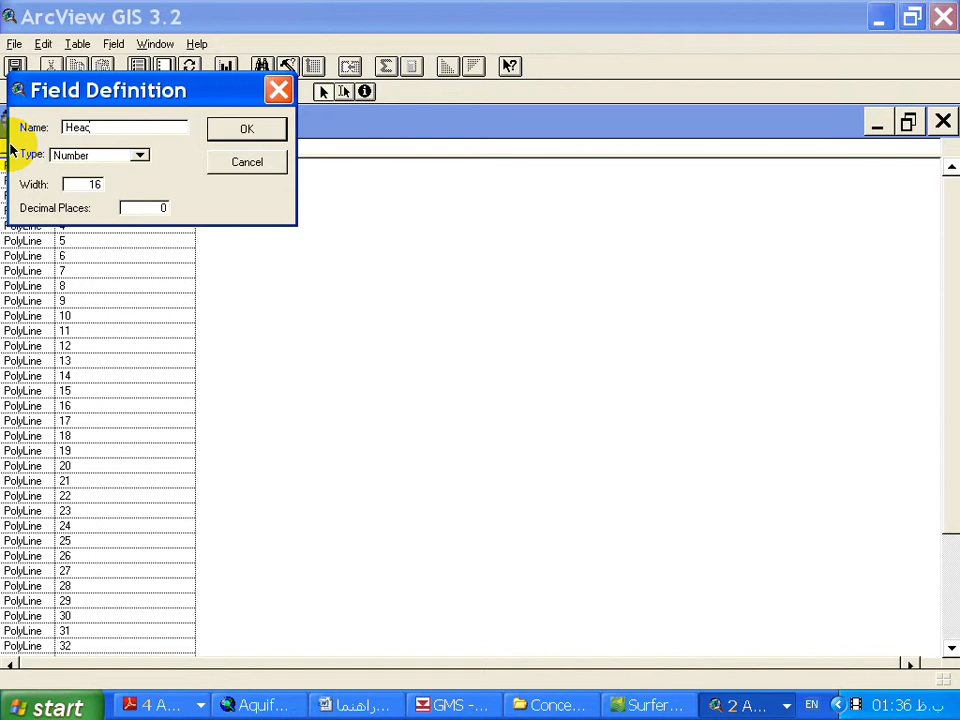 ArcView GIS 3.2
File Edit Table Field Window Help
Field Definition
Name: Head
OK
Type: Number
Cancel
Width: 16
Decimal Places: 0
PolyLine 5
PolyLine 6
PolyLine 7
PolyLine 8
PolyLine 9
PolyLine 10
PolyLine 11
PolyLine 12
PolyLine 13
PolyLine 14
PolyLine 15
PolyLine 16
PolyLine 17
PolyLine 18
PolyLine 19
PolyLine 20
PolyLine 21
PolyLine 22
PolyLine 23
PolyLine 24
PolyLine 25
PolyLine 26
PolyLine 27
PolyLine 28
PolyLine 29
PolyLine 30
PolyLine 31
PolyLine 32
start 4 A... Aquif... راهنما... GMS -... Conce... Surfer... 2 A... EN 01:36 ب.ظ